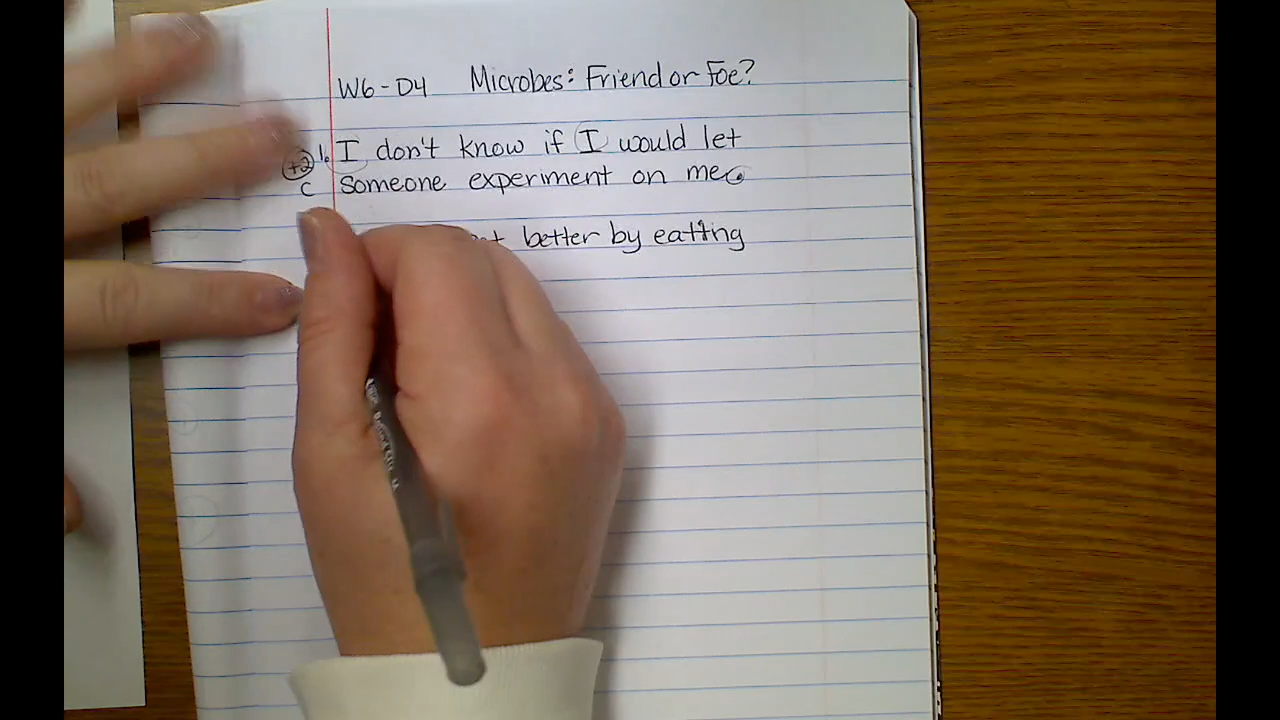 W6-D4 Microbes: Friend or Foe?
+2 1. I don't know if I would let
c someone experiment on me.
better by eatting